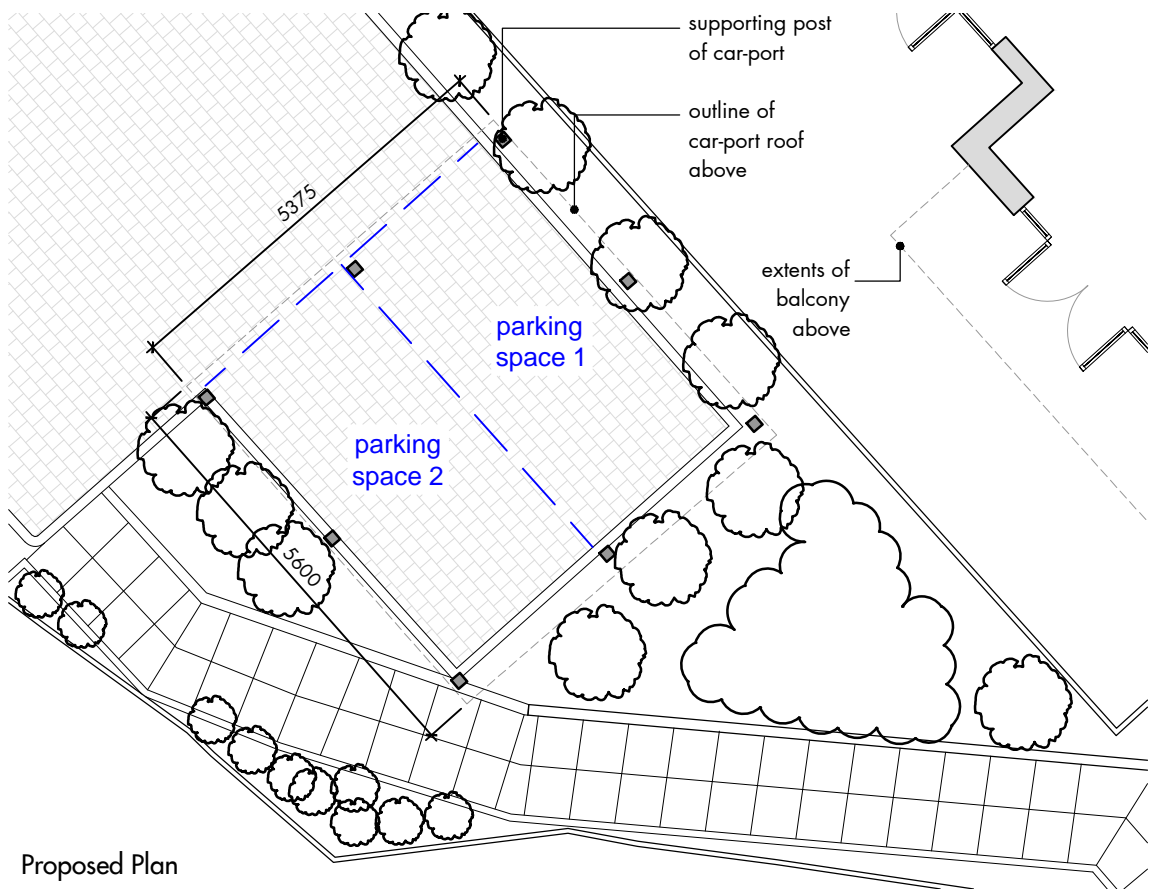 supporting post
of car-port
outline of
car-port roof
above
5375
extents of
balcony
above
parking
space 1
parking
space 2
5600
Proposed Plan